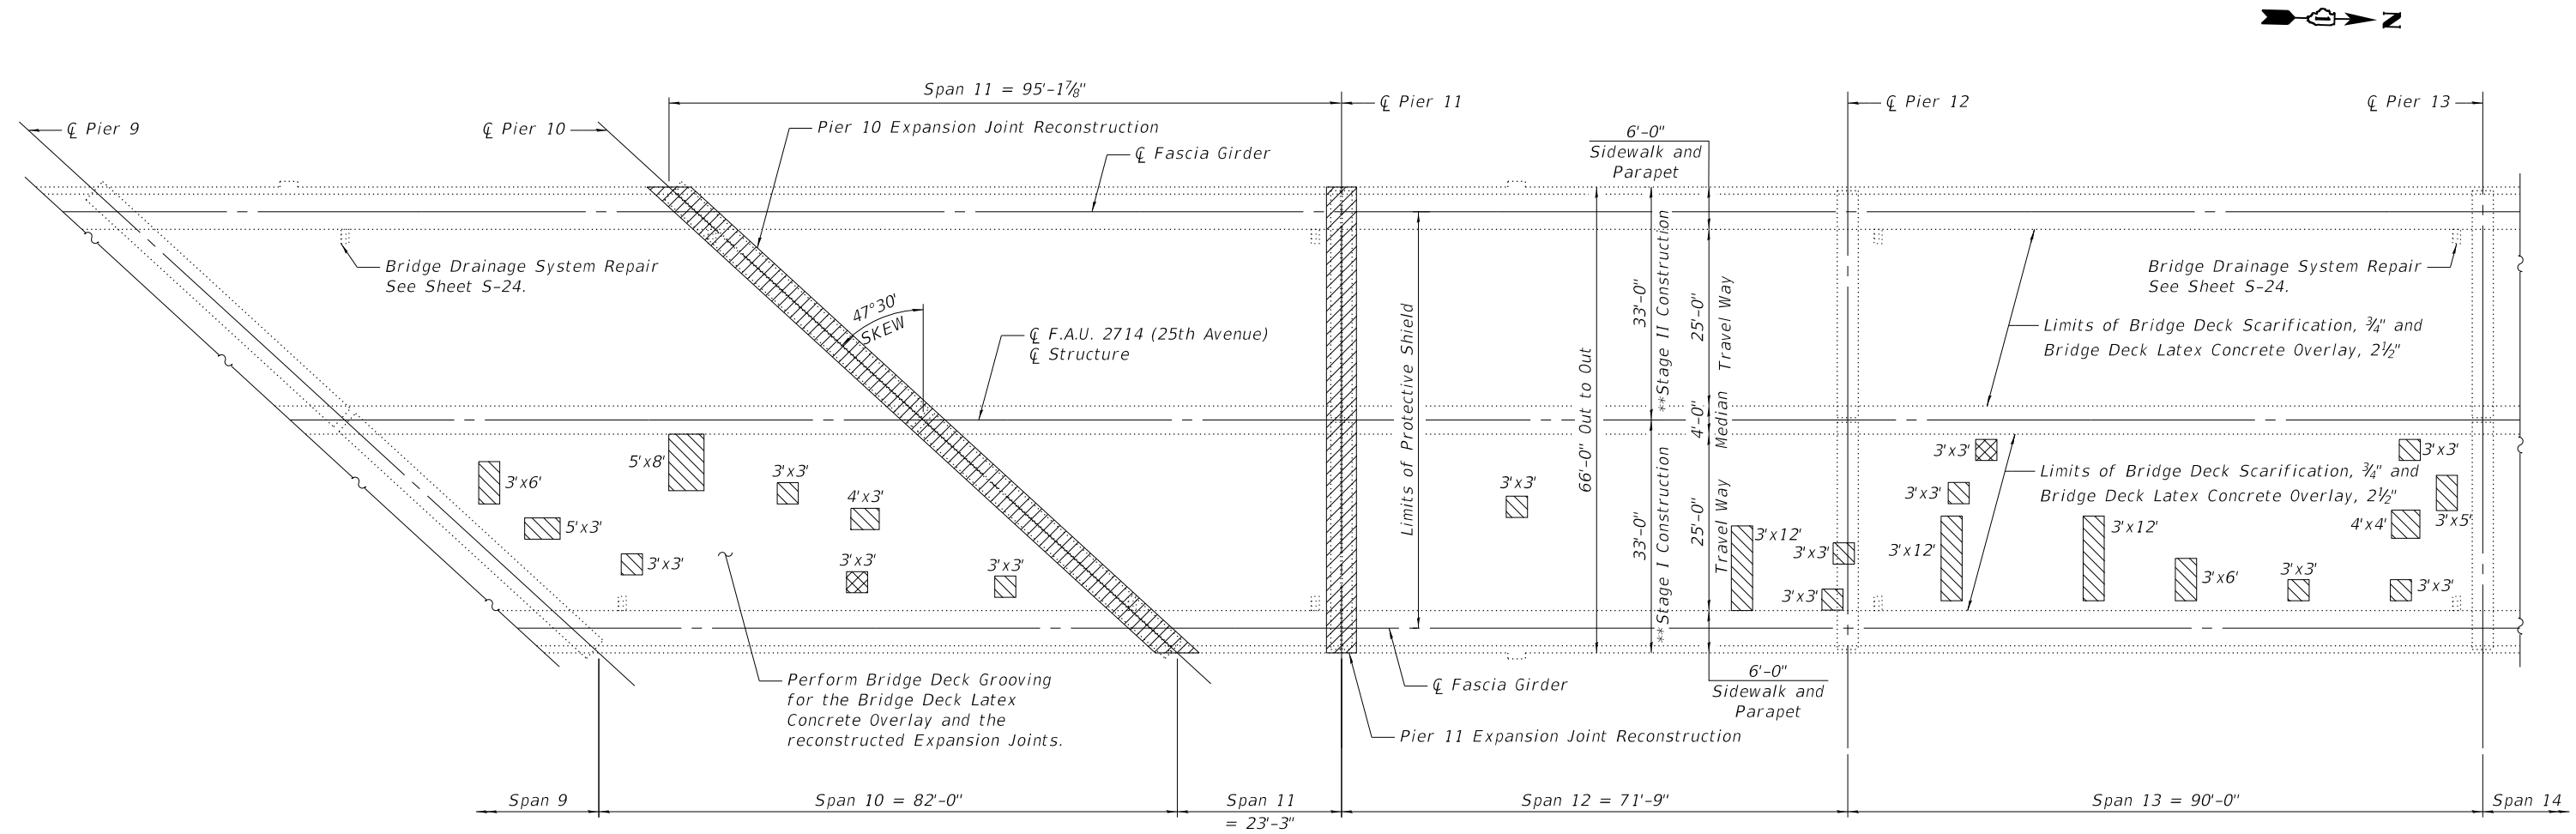 N
Span 11 = 95'-1⅞"
℄ Pier 9
℄ Pier 10
Pier 10 Expansion Joint Reconstruction
℄ Fascia Girder
℄ Pier 11
6'-0"
Sidewalk and
Parapet
℄ Pier 12
℄ Pier 13
Bridge Drainage System Repair
See Sheet S-24.
47°30'
SKEW
℄ F.A.U. 2714 (25th Avenue)
℄ Structure
Limits of Protective Shield
66'-0" Out to Out
33'-0"
**Stage II Construction
25'-0"
Travel Way
4'-0"
Median
33'-0"
**Stage I Construction
25'-0"
Travel Way
Bridge Drainage System Repair
See Sheet S-24.
Limits of Bridge Deck Scarification, ¾" and
Bridge Deck Latex Concrete Overlay, 2½"
Limits of Bridge Deck Scarification, ¾" and
Bridge Deck Latex Concrete Overlay, 2½"
3'x6'
5'x3'
3'x3'
5'x8'
3'x3'
4'x3'
3'x3'
3'x3'
3'x3'
3'x12'
3'x3'
3'x3'
3'x3'
3'x3'
3'x12'
3'x12'
3'x6'
3'x3'
3'x3'
3'x5'
4'x4'
3'x3'
Perform Bridge Deck Grooving
for the Bridge Deck Latex
Concrete Overlay and the
reconstructed Expansion Joints.
℄ Fascia Girder
Pier 11 Expansion Joint Reconstruction
6'-0"
Sidewalk and
Parapet
Span 9
Span 10 = 82'-0"
Span 11
= 23'-3"
Span 12 = 71'-9"
Span 13 = 90'-0"
Span 14